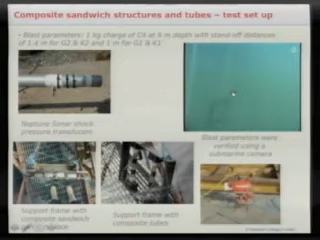 Composite sandwich structures and tubes – test set up
• Blast parameters: 1 kg charge of C4 at 6 m depth with stand-off distances
of 1.4 m for G2 & K2 and 1 m for G1 & K1
Neptune Sonar shock
pressure transducers
Blast parameters were
verified using a
submarine camera
Support frame with
composite sandwich
Support frame with
composite tubes